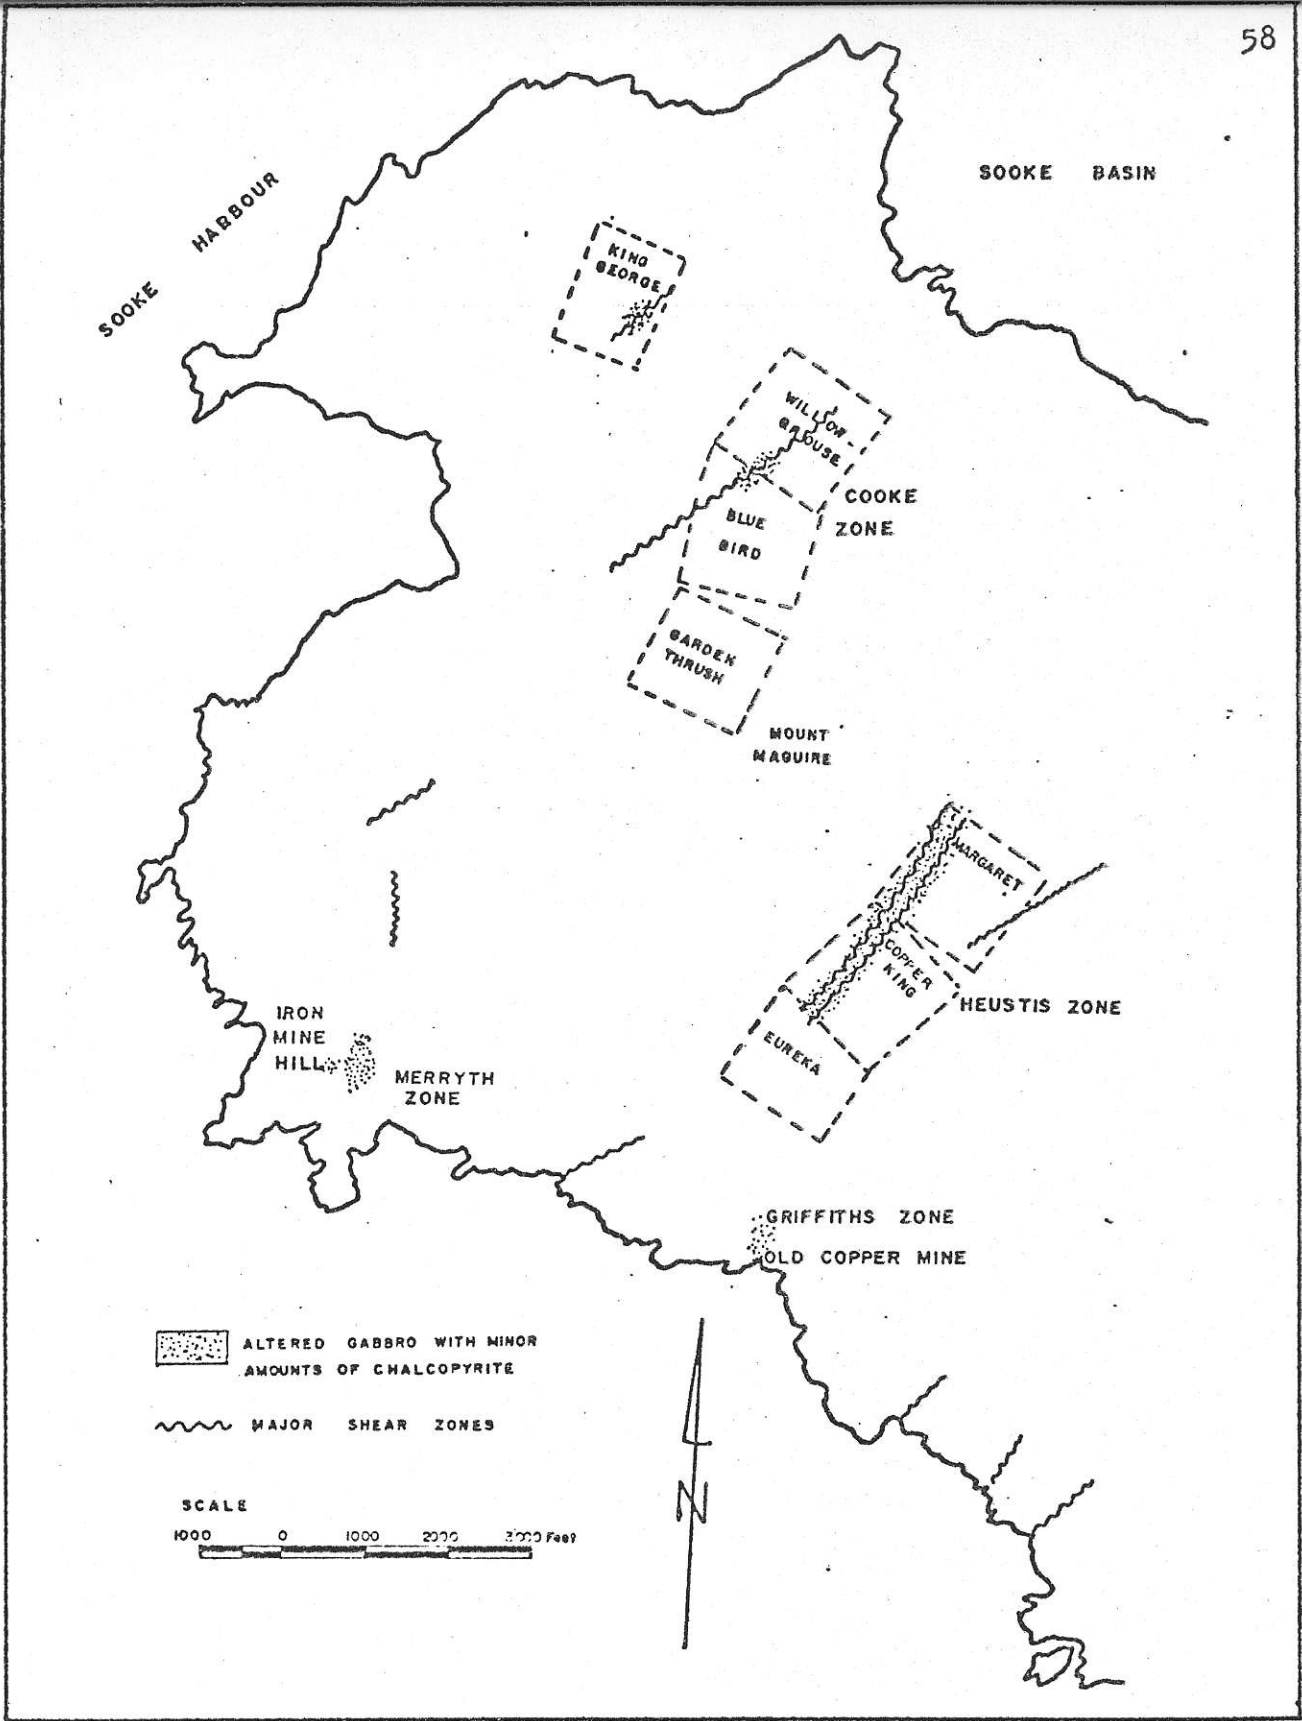 58
SOOKE BASIN
SOOKE HARBOUR
KING
GEORGE
WILLOW
GROUSE
COOKE
ZONE
BLUE
BIRD
GARDEN
THRUSH
MOUNT
MAGUIRE
MARGARET
COPPER
KING
HEUSTIS ZONE
EUREKA
IRON
MINE
HILL
MERRYTH
ZONE
GRIFFITHS ZONE
OLD COPPER MINE
ALTERED GABBRO WITH MINOR
AMOUNTS OF CHALCOPYRITE
MAJOR SHEAR ZONES
SCALE
1000 0 1000 2000 3000 Feet
N